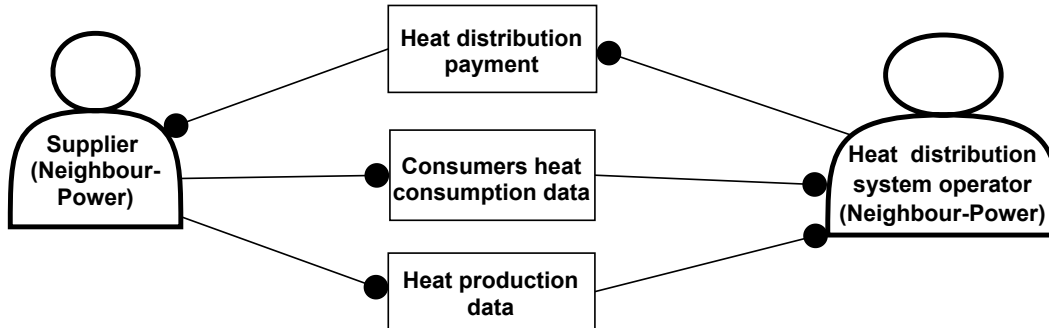 Heat distribution
payment
Supplier
(Neighbour-
Power)
Consumers heat
consumption data
Heat distribution
system operator
(Neighbour-Power)
Heat production
data